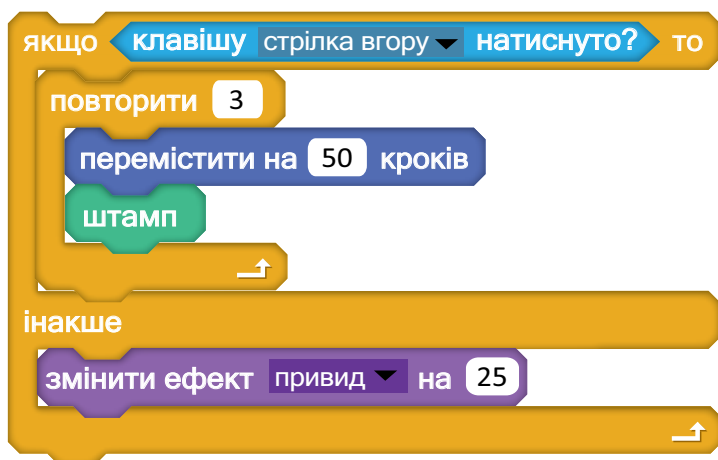 якщо клавішу стрілка вгору натиснуто? то
повторити 3
перемістити на 50 кроків
штамп
інакше
змінити ефект привид на 25